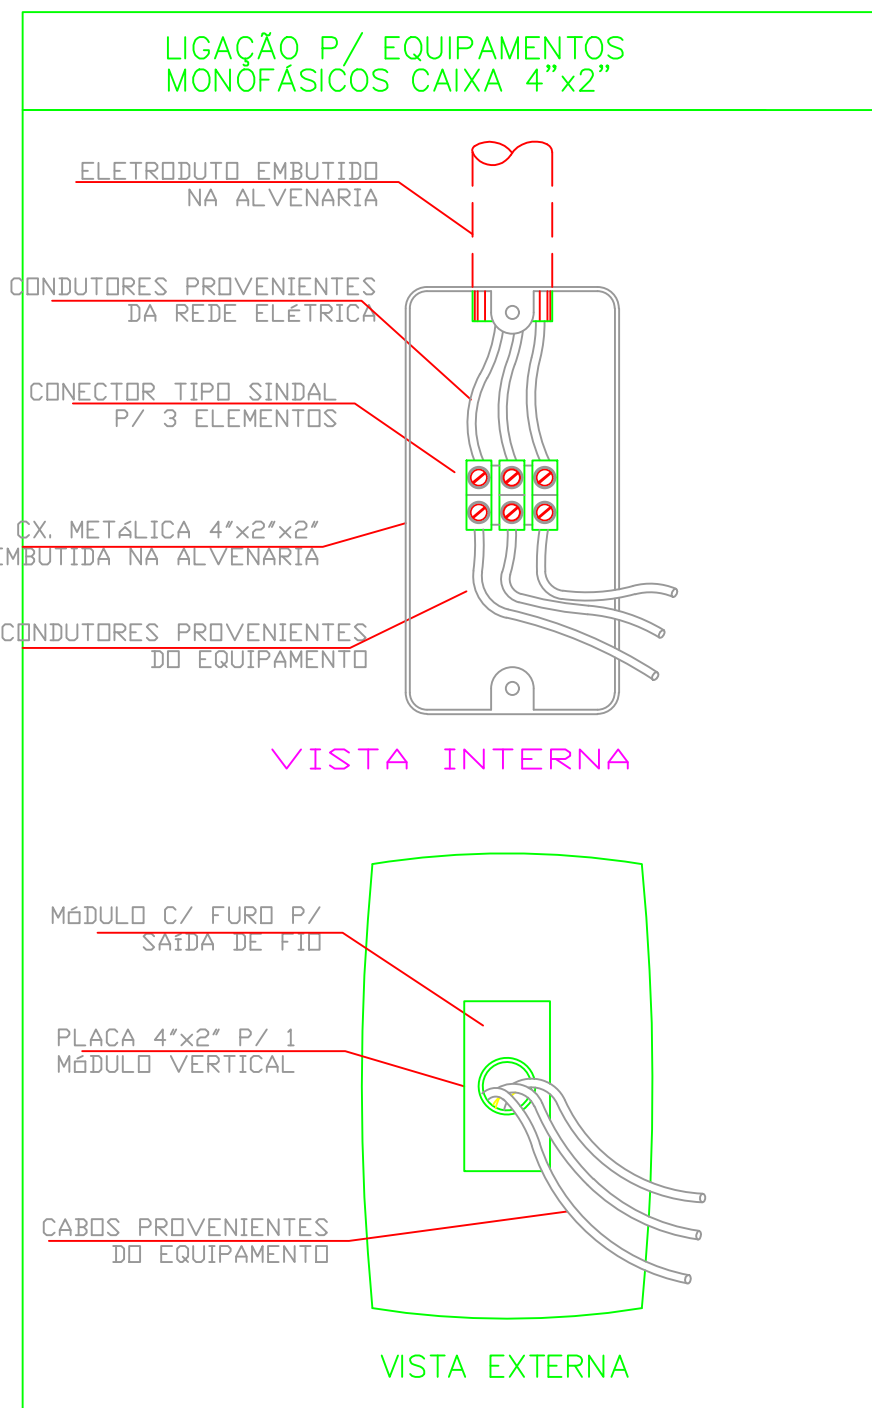 LIGAÇÃO P/ EQUIPAMENTOS
MONOFÁSICOS CAIXA 4”x2”
ELETRODUTO EMBUTIDO
NA ALVENARIA
CONDUTORES PROVENIENTES
DA REDE ELéTRICA
CONECTOR TIPO SINDAL
P/ 3 ELEMENTOS
CX. METáLICA 4"x2"x2"
EMBUTIDA NA ALVENARIA
CONDUTORES PROVENIENTES
DO EQUIPAMENTO
VISTA INTERNA
MóDULO C/ FURO P/
SAíDA DE FIO
PLACA 4"x2" P/ 1
MóDULO VERTICAL
CABOS PROVENIENTES
DO EQUIPAMENTO
VISTA EXTERNA